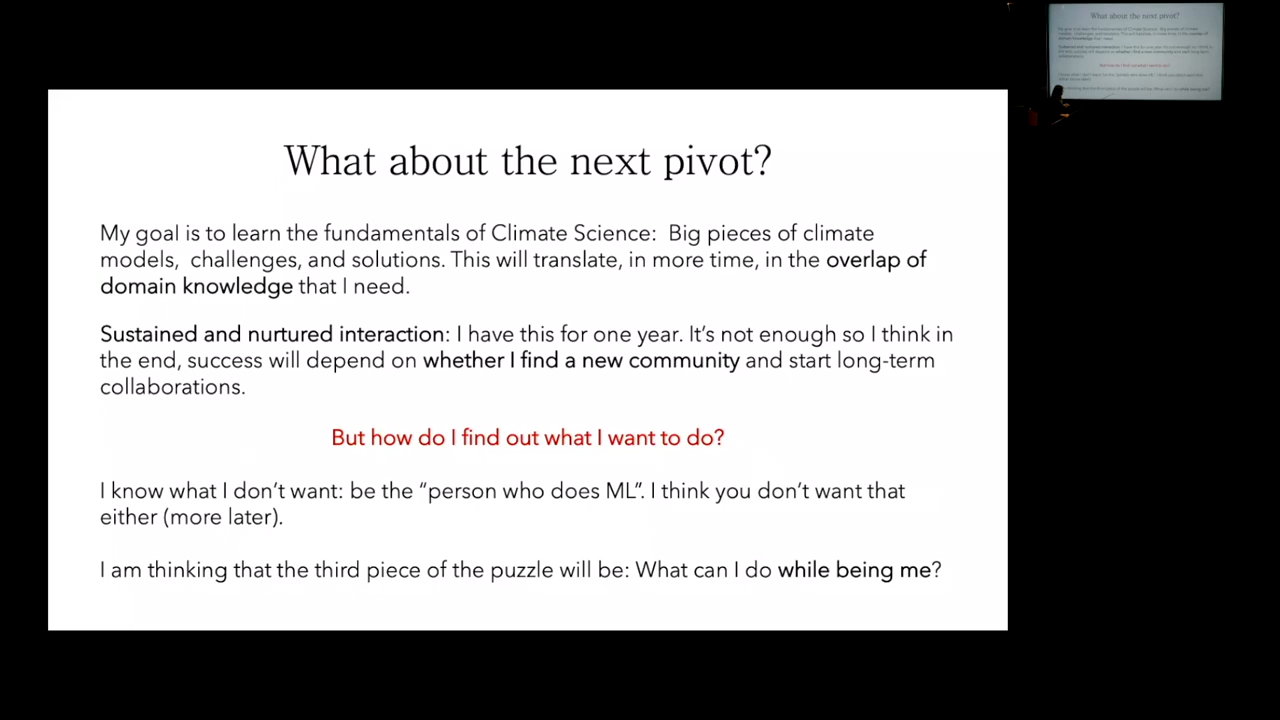 What about the next pivot?
My goal is to learn the fundamentals of Climate Science:  Big pieces of climate
models,  challenges, and solutions. This will translate, in more time, in the overlap of
domain knowledge that I need.
Sustained and nurtured interaction: I have this for one year. It’s not enough so I think in
the end, success will depend on whether I find a new community and start long-term
collaborations.
But how do I find out what I want to do?
I know what I don’t want: be the “person who does ML”. I think you don’t want that
either (more later).
I am thinking that the third piece of the puzzle will be: What can I do while being me?
What about the next pivot?